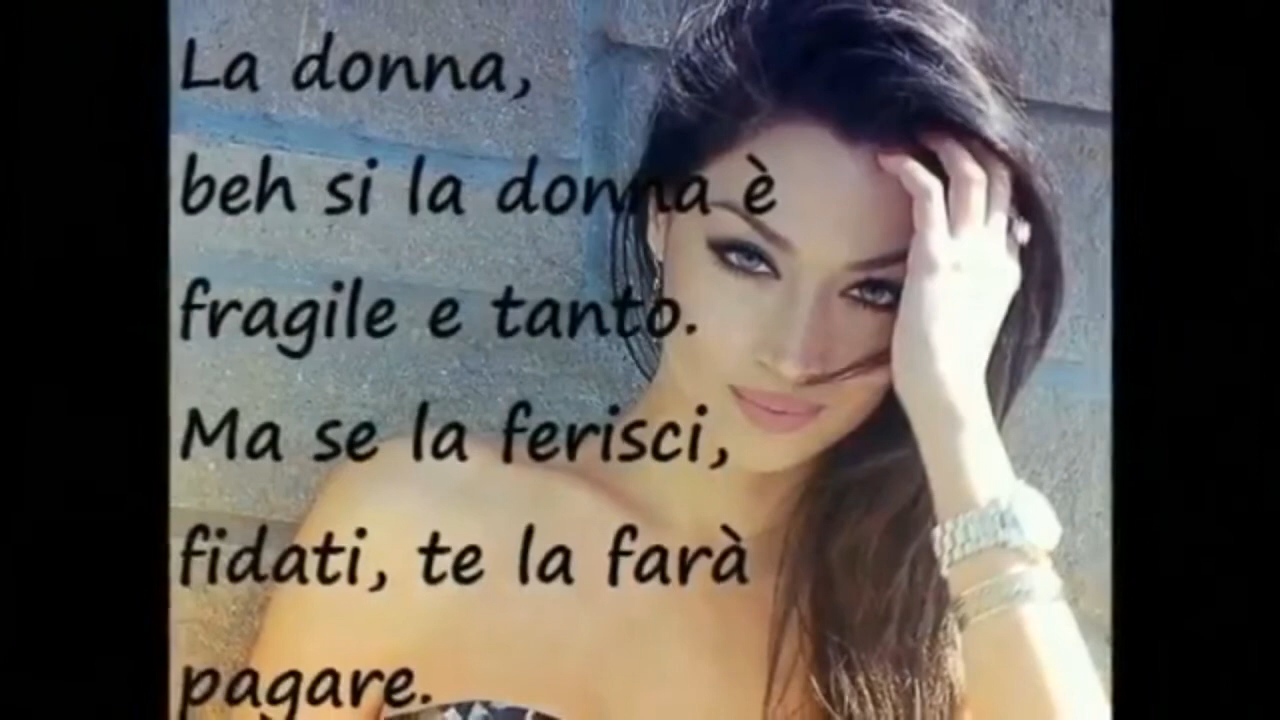 La donna,
beh si la donna è
fragile e tanto.
Ma se la ferisci,
fidati, te la farà
pagare.